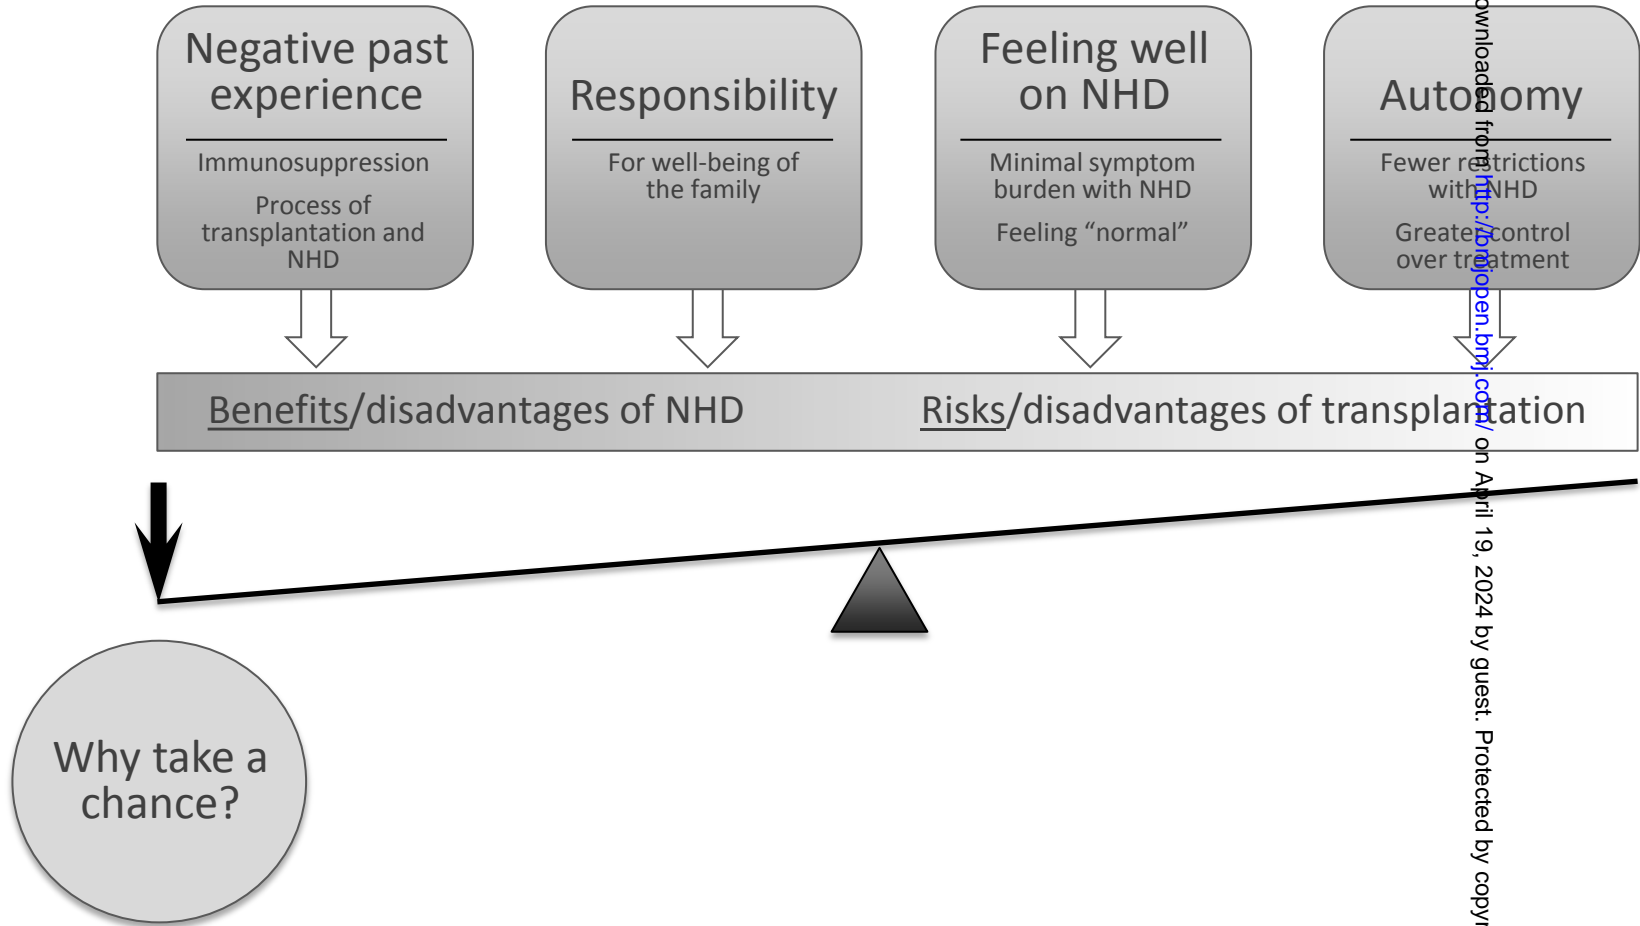 Negative past
experience
Immunosuppression
Process of
transplantation and
NHD
Responsibility
For well-being of
the family
Feeling well
on NHD
Minimal symptom
burden with NHD
Feeling “normal”
Autonomy
Fewer restrictions
with NHD
Greater control
over treatment
Benefits/disadvantages of NHD
Risks/disadvantages of transplantation
Why take a
chance?
from http://bmjopen.bmj.com/ on April 19, 2024 by guest. Protected by